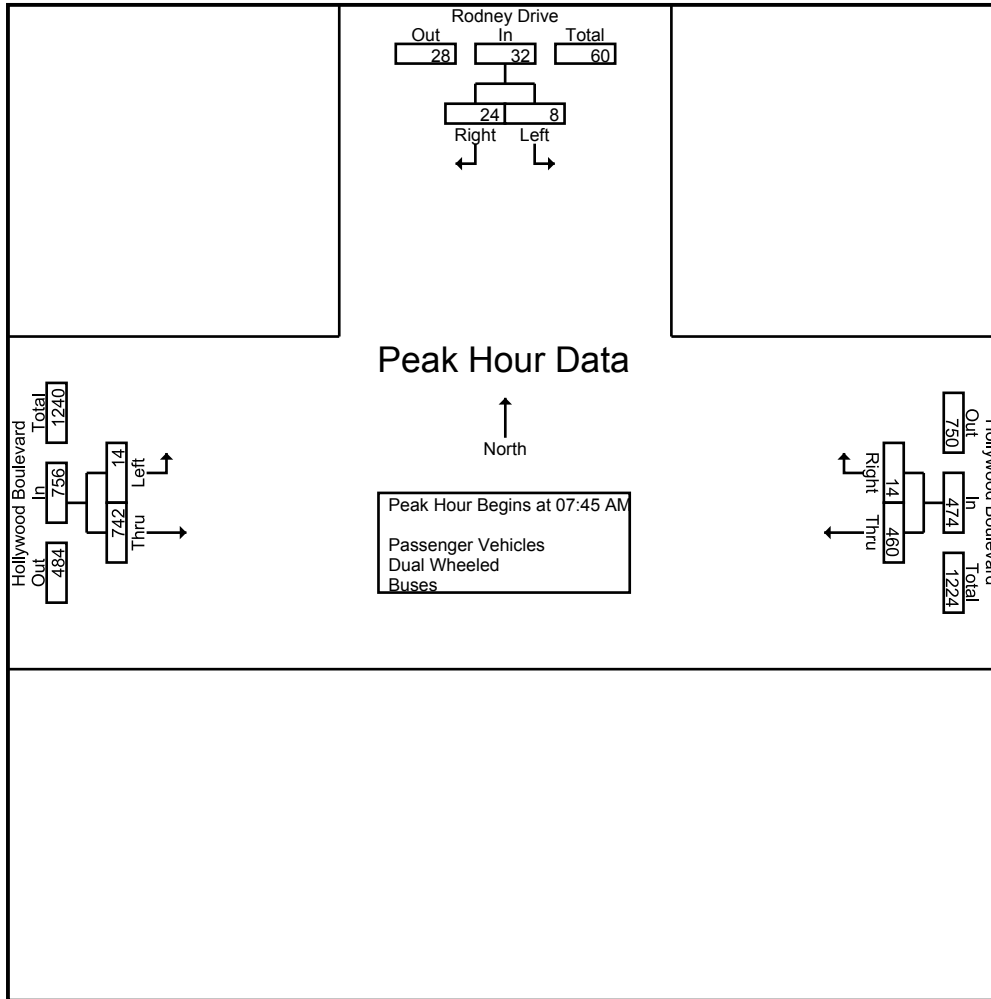 Rodney Drive
Out In Total
28 32 60
24 8
Right Left
Peak Hour Data
North
Peak Hour Begins at 07:45 AM
Passenger Vehicles
Dual Wheeled
Buses
Hollywood Boulevard
Out In Total
484 756 1240
742 14
Thru Left
Hollywood Boulevard
Out In Total
750 474 1224
14 460
Right Thru